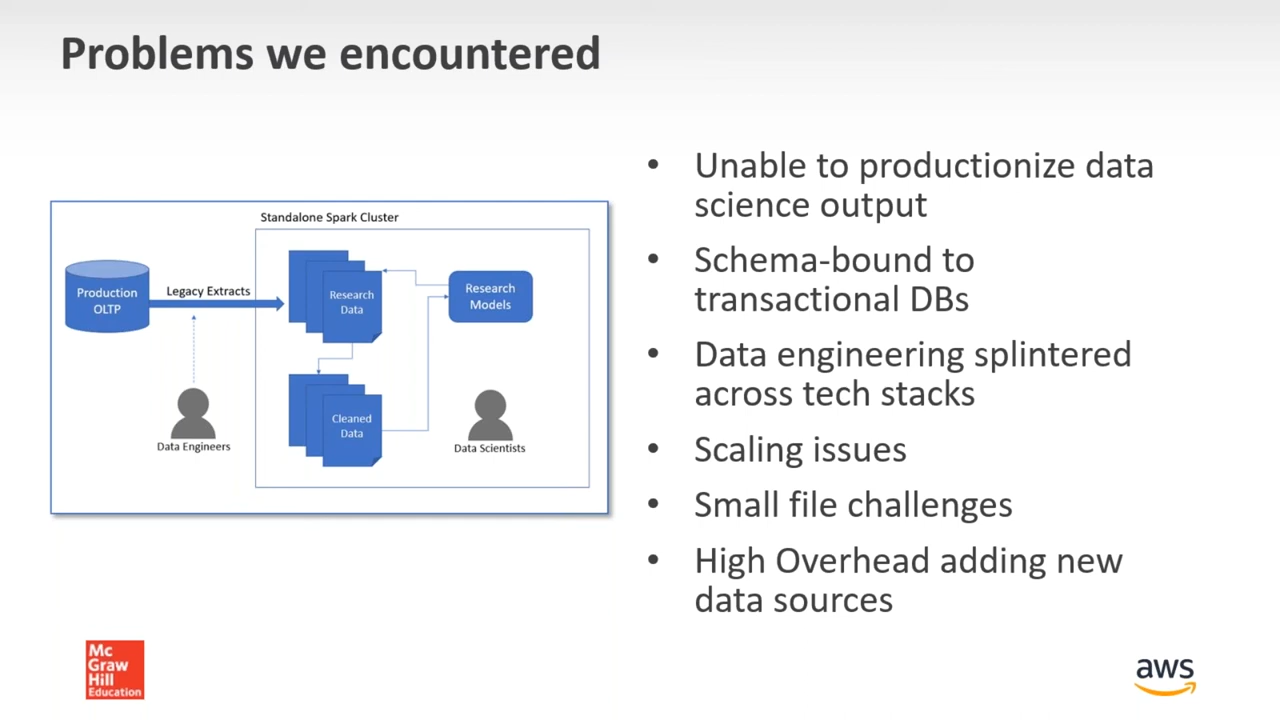 Problems we encountered
Standalone Spark Cluster
Production
OLTP
Legacy Extracts
Research
Data
Research
Models
Cleaned
Data
Data Engineers
Data Scientists
• Unable to productionize data
science output
• Schema-bound to
transactional DBs
• Data engineering splintered
across tech stacks
• Scaling issues
• Small file challenges
• High Overhead adding new
data sources
Mc
Graw
Hill
Education
aws